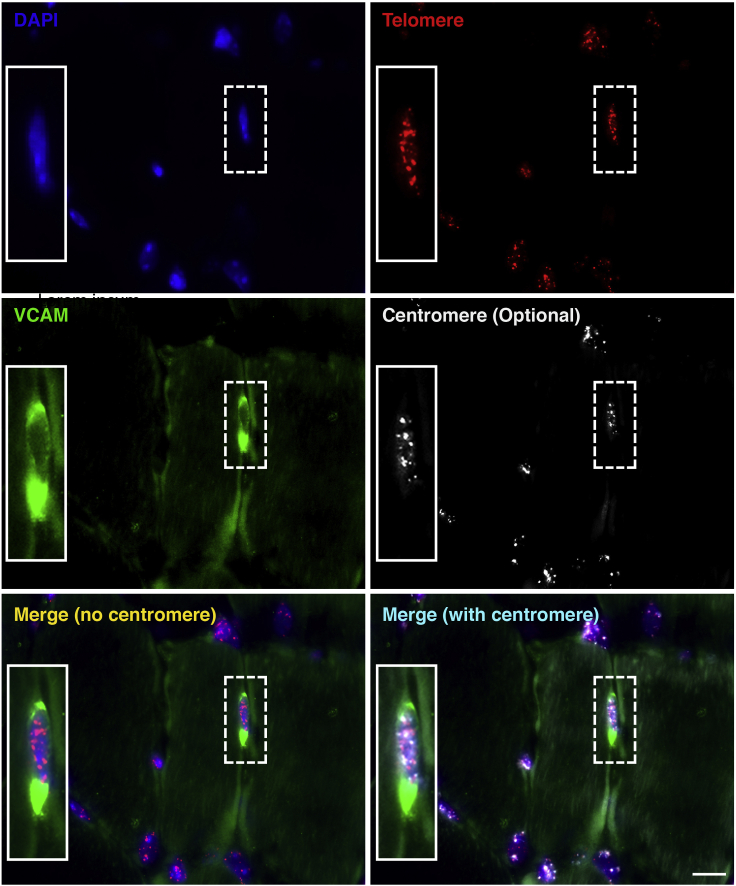 DAPI
Telomere
VCAM
Centromere (Optional)
Merge (no centromere)
Merge (with centromere)